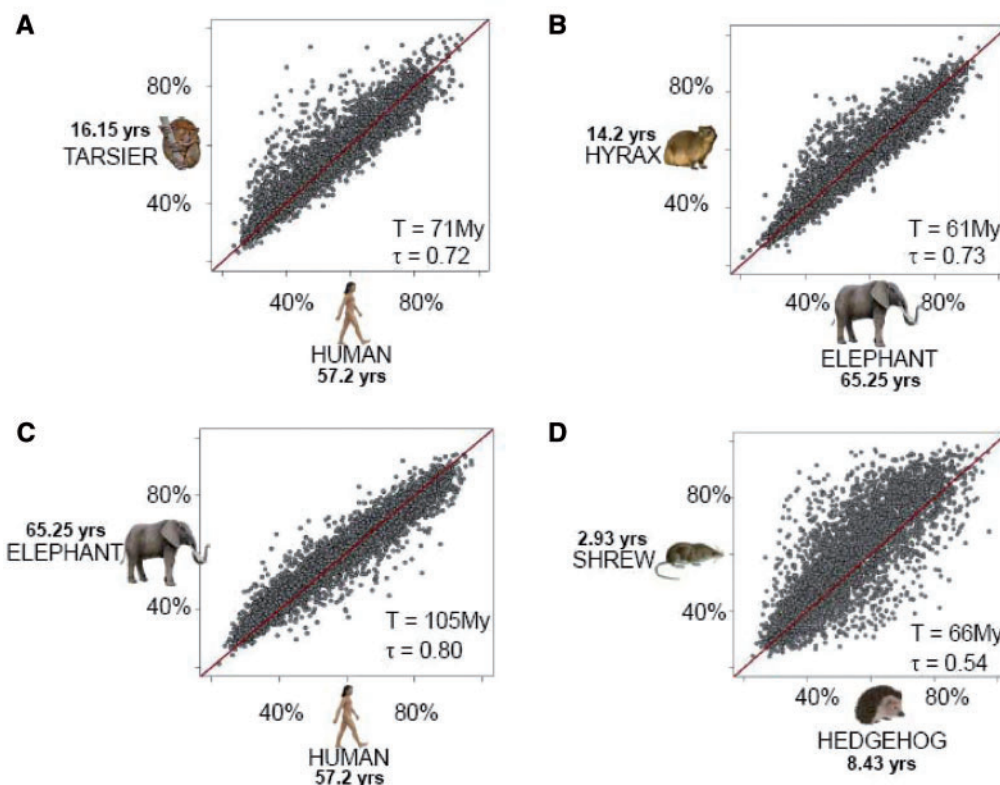 A
80%
16.15 yrs
TARSIER
40%
T = 71My
τ = 0.72
40%
80%
HUMAN
57.2 yrs
B
80%
14.2 yrs
HYRAX
40%
T = 61My
τ = 0.73
40%
80%
ELEPHANT
65.25 yrs
C
80%
65.25 yrs
ELEPHANT
40%
T = 105My
τ = 0.80
40%
80%
HUMAN
57.2 yrs
D
80%
2.93 yrs
SHREW
40%
T = 66My
τ = 0.54
40%
80%
HEDGEHOG
8.43 yrs